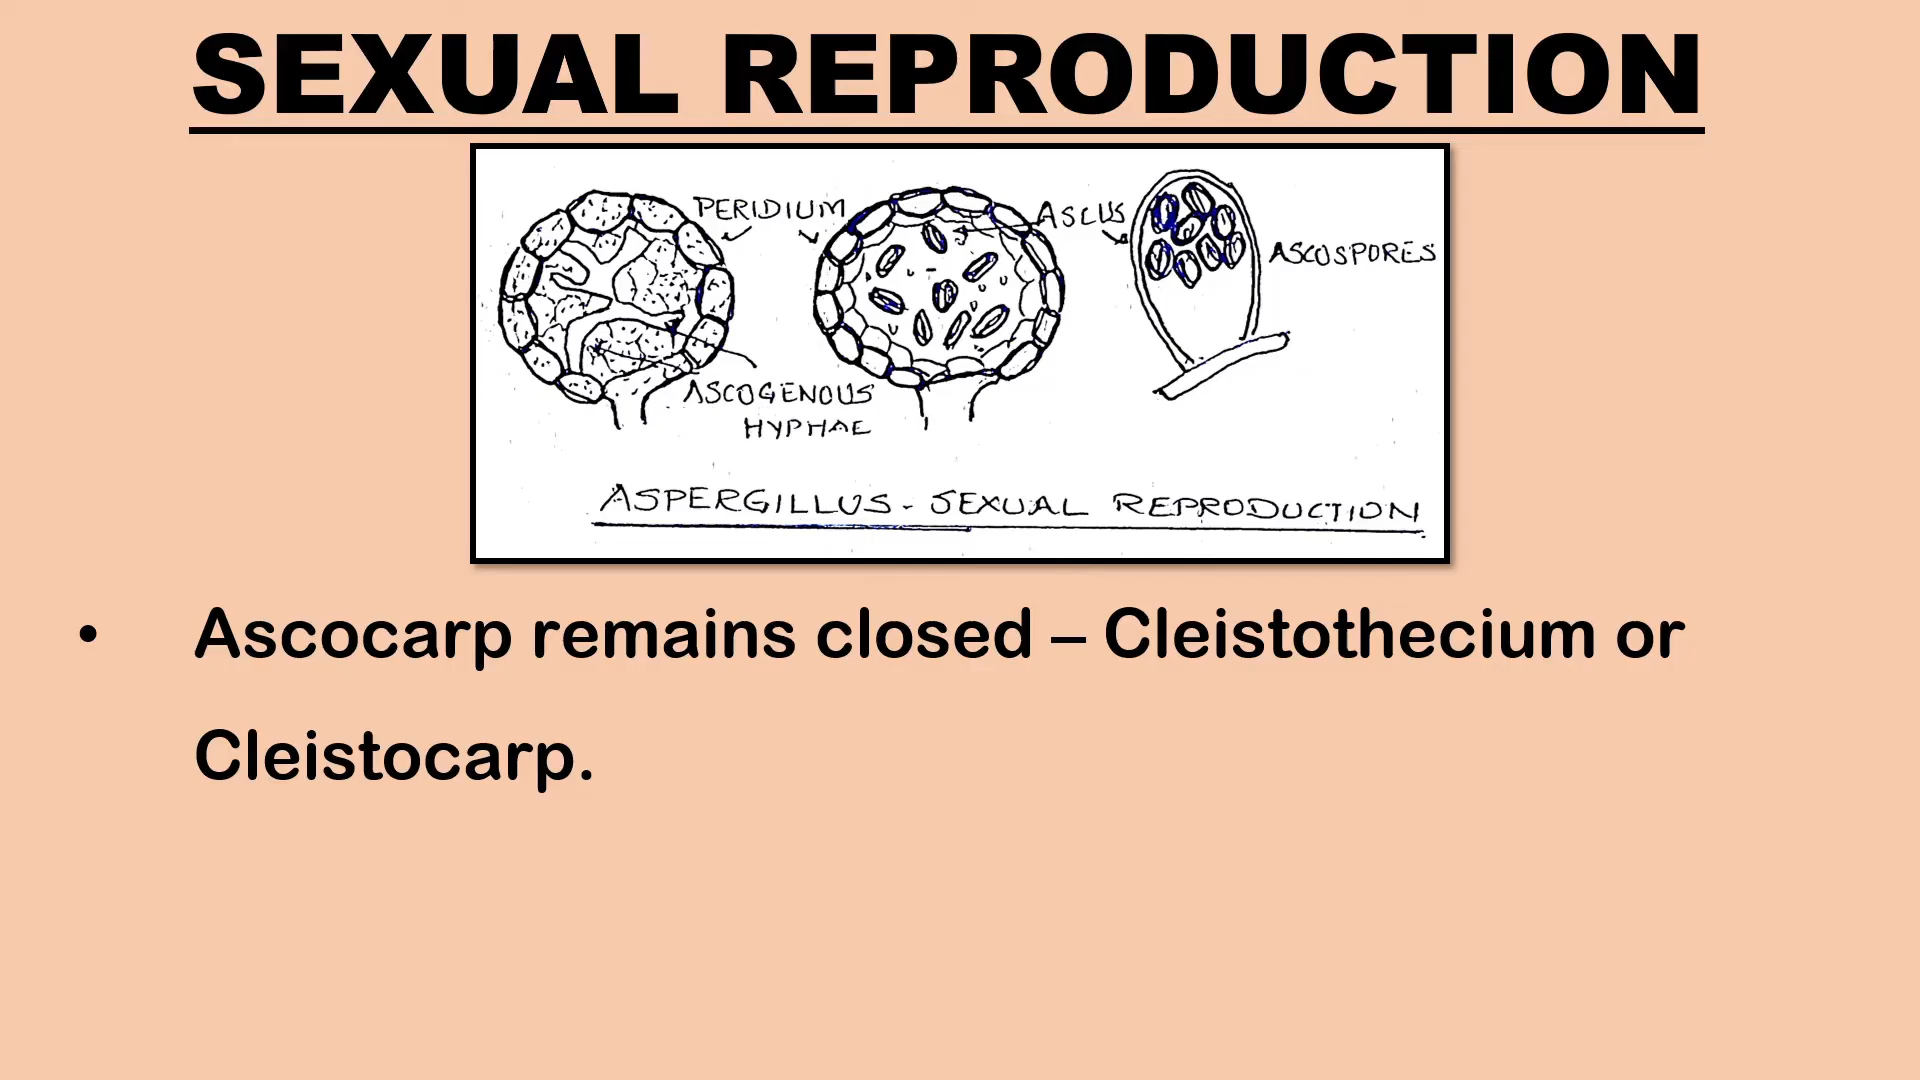 SEXUAL REPRODUCTION
PERIDIUM
ASCUS
ASCOSPORES
ASCOGENOUS
HYPHAE
ASPERGILLUS - SEXUAL REPRODUCTION
• Ascocarp remains closed – Cleistothecium or
Cleistocarp.